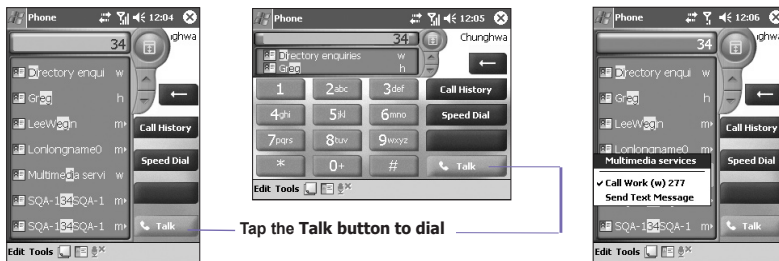 Phone 12:04
34
ighwa
Directory enqui w
Greg h
LeeWegn m
Call History
Lonlongname0 m
Speed Dial
Multimedia servi w
SQA-134SQA-1 m
SQA-134SQA-1 m
Talk
Edit Tools
Phone 12:05
34
Chunghwa
Directory enquiries w
Greg h
1 2abc 3def Call History
4ghi 5jkl 6mno Speed Dial
7pqrs 8tuv 9wxyz
* 0+ # Talk
Edit Tools
Tap the Talk button to dial
Phone 12:06
34
ighwa
Directory enqui w
Greg h
LeeWegn m
Call History
Lonlongname0 m
Multimedia services
Speed Dial
Call Work (w) 277
Send Text Message
SQA-134SQA-1 m
Talk
Edit Tools